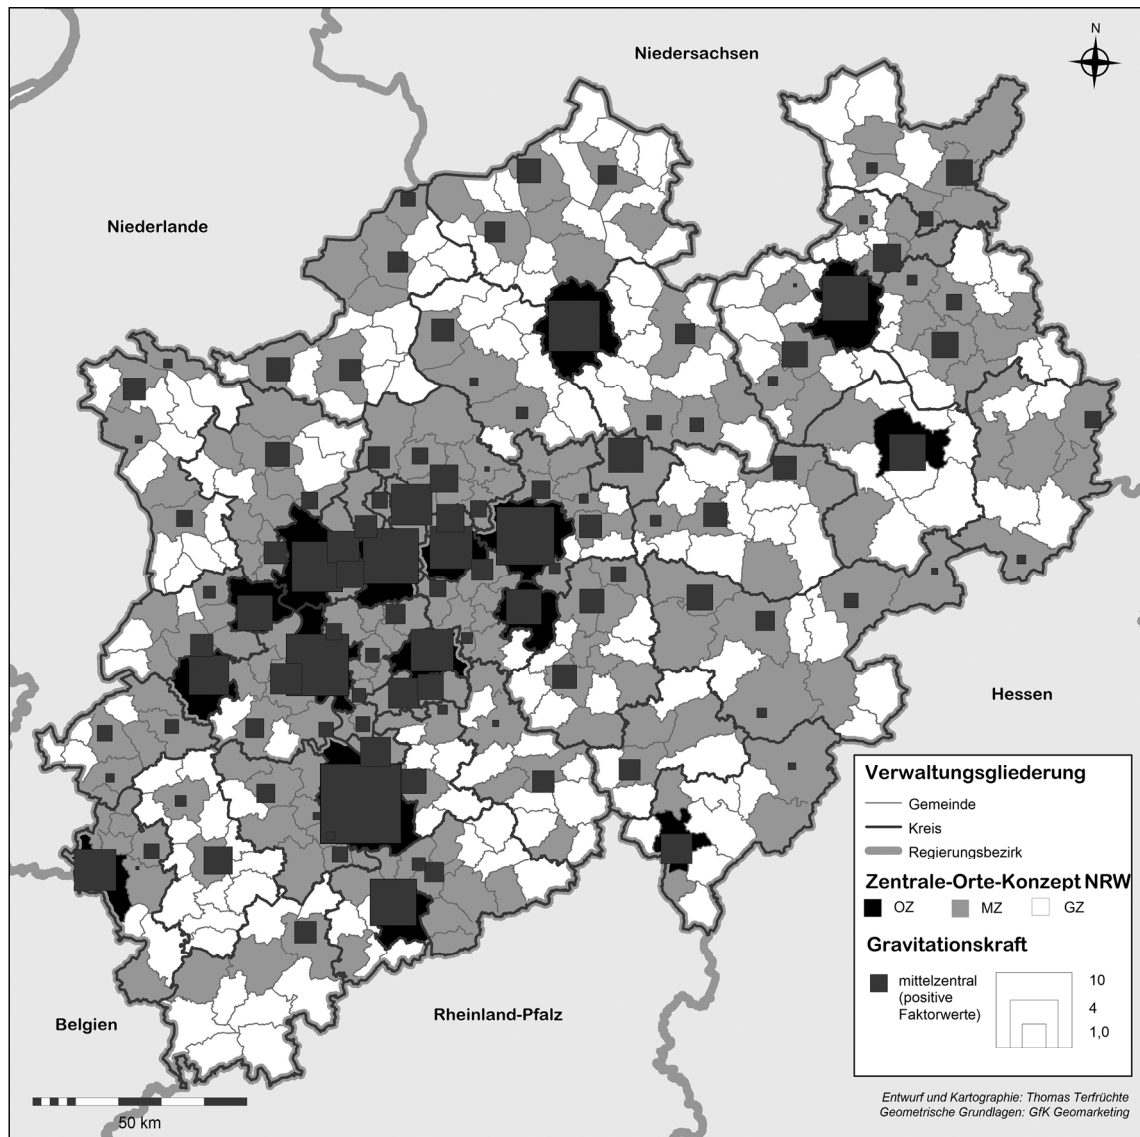 N
Niedersachsen
Niederlande
Hessen
Belgien
Rheinland-Pfalz
Verwaltungsgliederung
Gemeinde
Kreis
Regierungsbezirk
Zentrale-Orte-Konzept NRW
OZ MZ GZ
Gravitationskraft
mittelzentral
(positive
Faktorwerte)
10
4
1,0
50 km
Entwurf und Kartographie: Thomas Terfrüchte
Geometrische Grundlagen: GfK Geomarketing